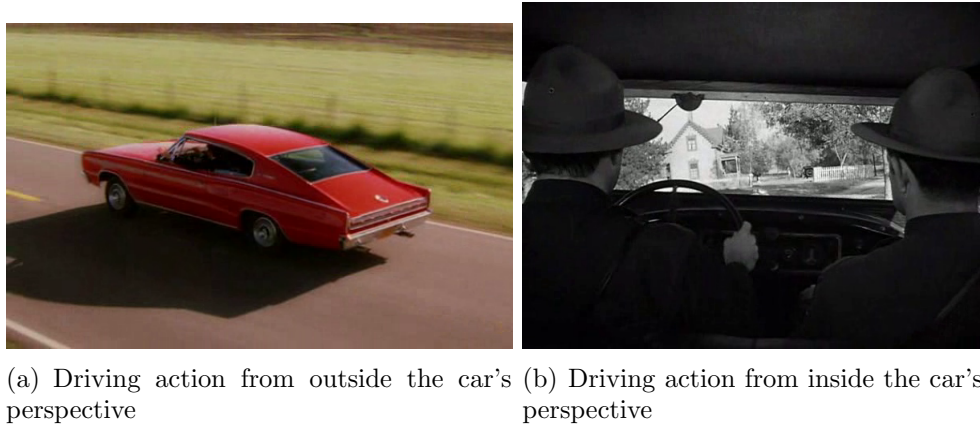 (a) Driving action from outside the car's
perspective
(b) Driving action from inside the car's
perspective